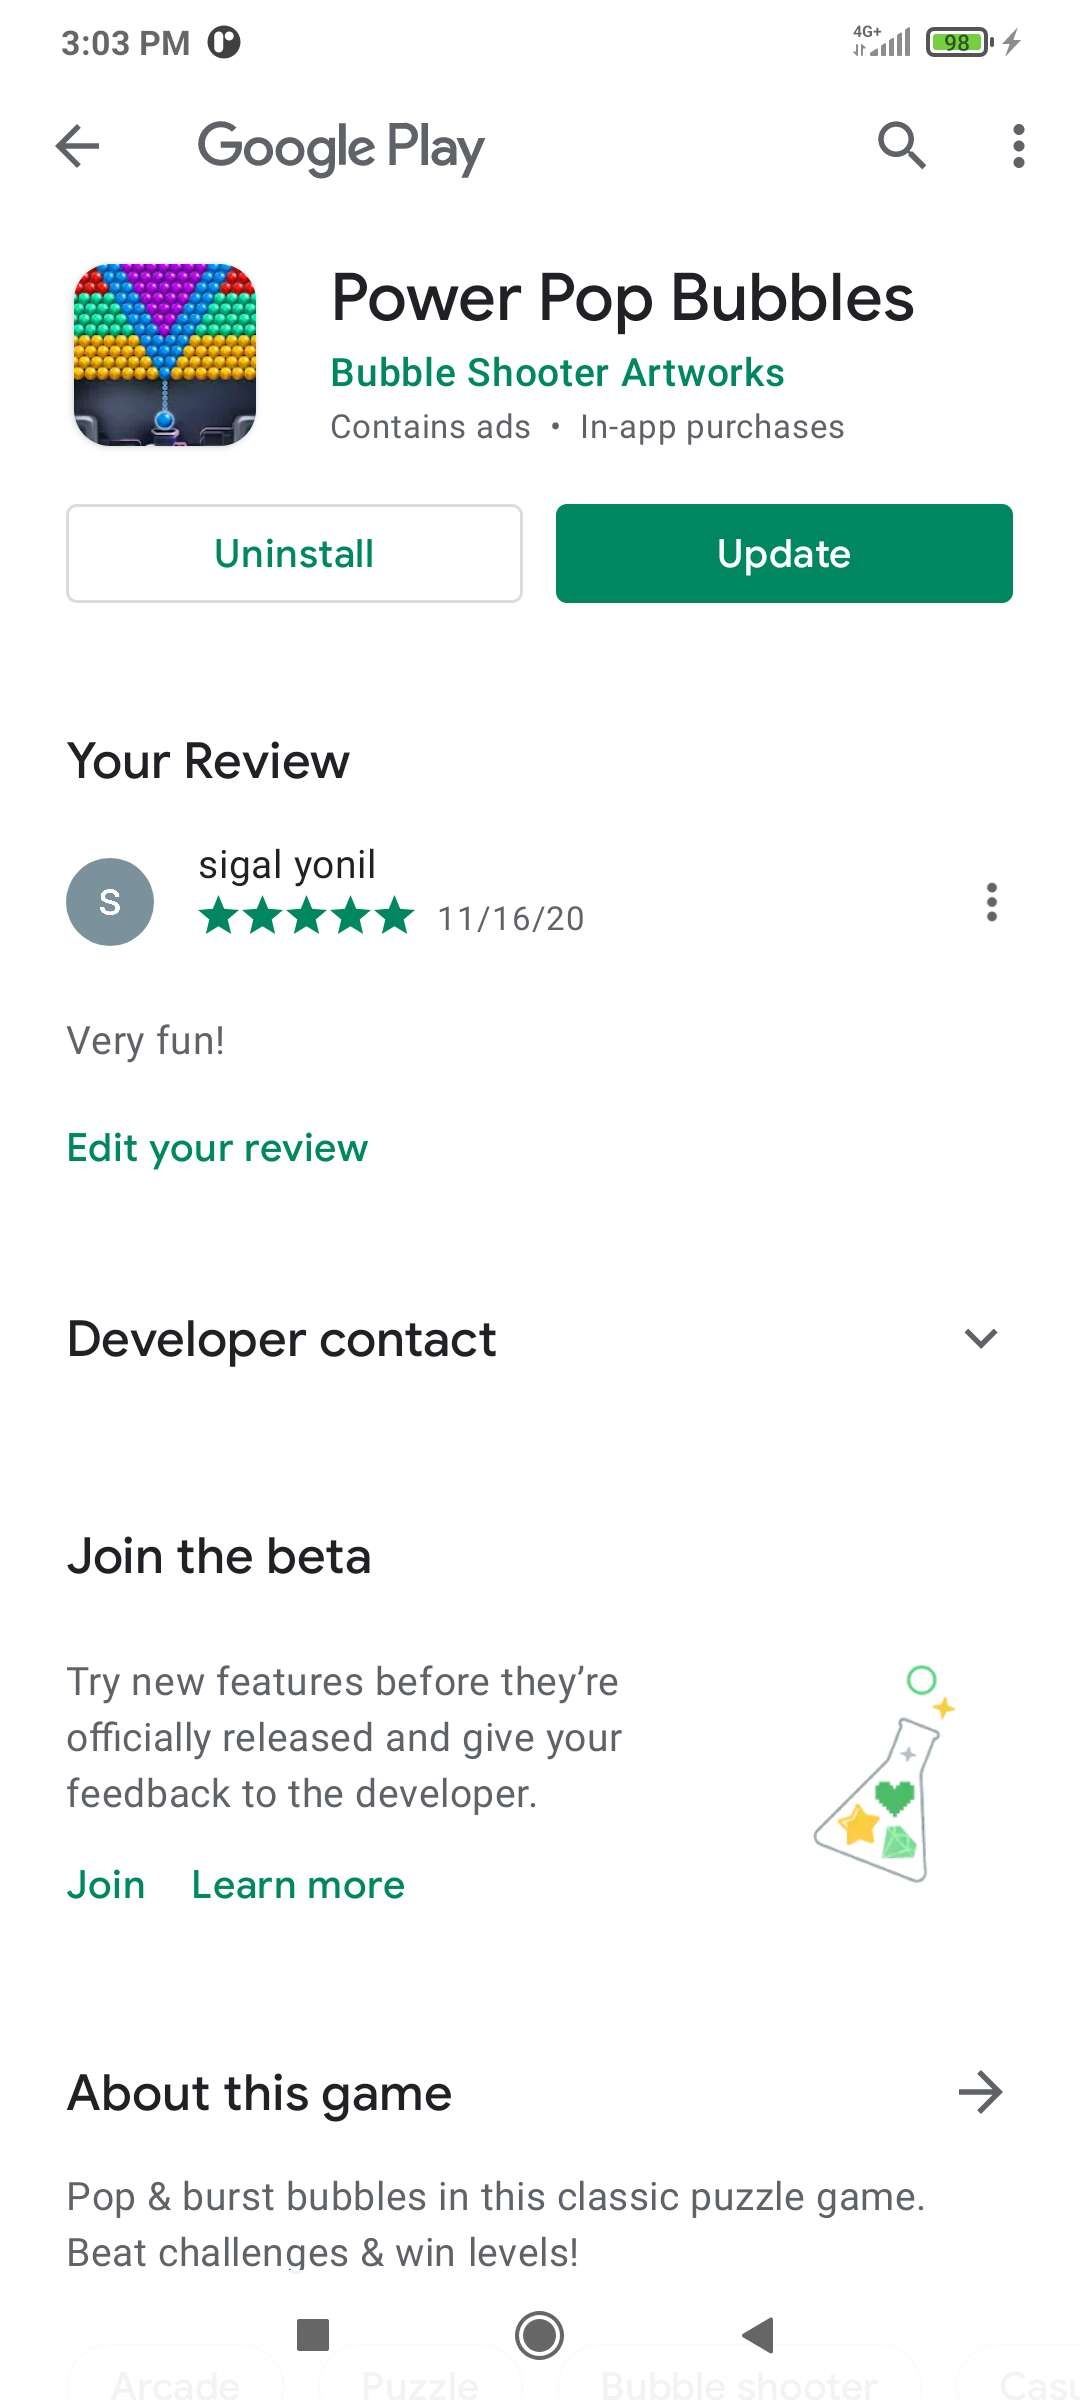 3:03 PM
4G+
98
Google Play
Power Pop Bubbles
Bubble Shooter Artworks
Contains ads • In-app purchases
Uninstall
Update
Your Review
S
sigal yonil
11/16/20
Very fun!
Edit your review
Developer contact
Join the beta
Try new features before they’re
officially released and give your
feedback to the developer.
Join
Learn more
About this game
Pop & burst bubbles in this classic puzzle game.
Beat challenges & win levels!
Arcade
Puzzle
Bubble shooter
Casu